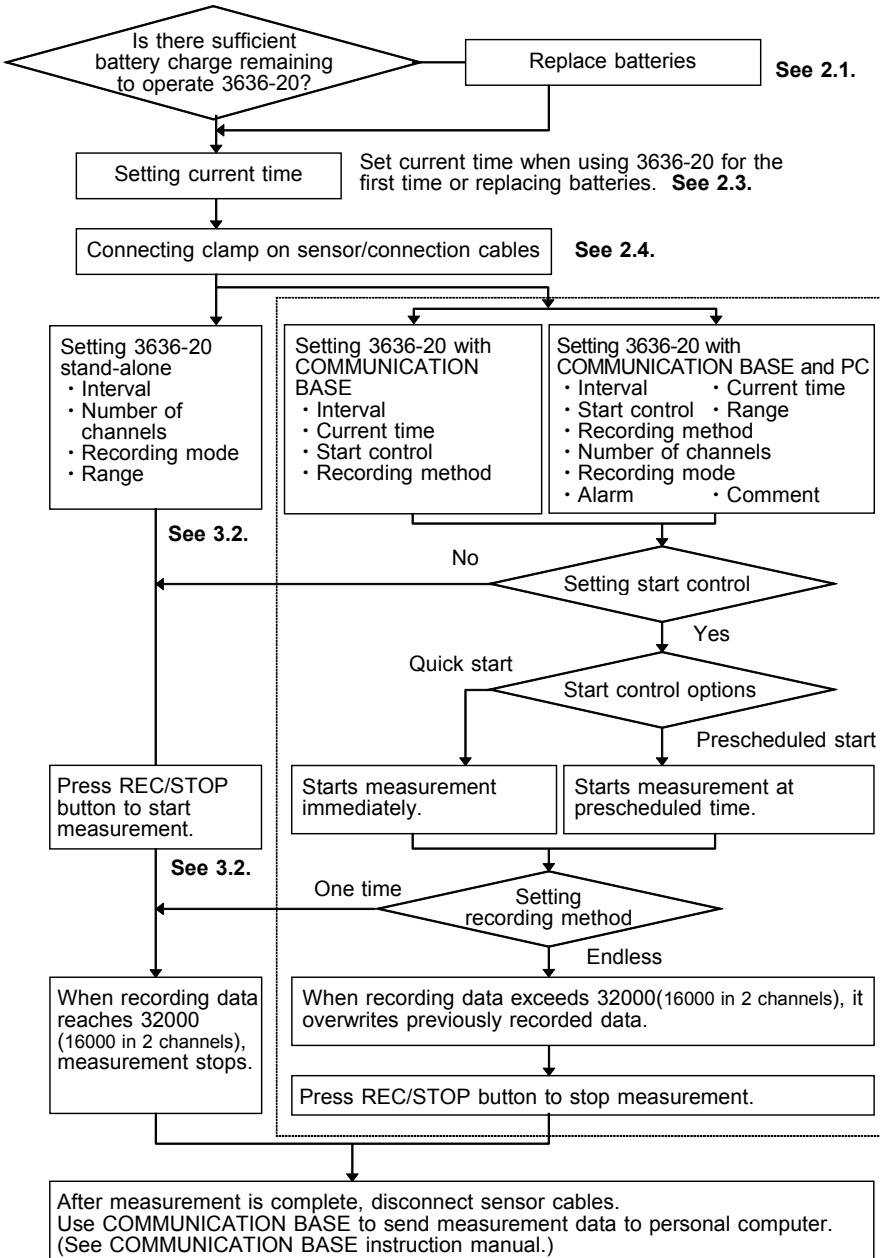 Is there sufficient
battery charge remaining
to operate 3636-20?
Replace batteries
See 2.1.
Setting current time
Set current time when using 3636-20 for the
first time or replacing batteries. See 2.3.
Connecting clamp on sensor/connection cables
See 2.4.
Setting 3636-20
stand-alone
・Interval
・Number of
channels
・Recording mode
・Range
See 3.2.
Setting 3636-20 with
COMMUNICATION
BASE
・Interval
・Current time
・Start control
・Recording method
Setting 3636-20 with
COMMUNICATION BASE and PC
・Interval ・Current time
・Start control ・Range
・Recording method
・Number of channels
・Recording mode
・Alarm ・Comment
No
Setting start control
Yes
Quick start
Start control options
Prescheduled start
Press REC/STOP
button to start
measurement.
See 3.2.
Starts measurement
immediately.
Starts measurement at
prescheduled time.
One time
Setting
recording method
Endless
When recording data
reaches 32000
(16000 in 2 channels),
measurement stops.
When recording data exceeds 32000(16000 in 2 channels), it
overwrites previously recorded data.
Press REC/STOP button to stop measurement.
After measurement is complete, disconnect sensor cables.
Use COMMUNICATION BASE to send measurement data to personal computer.
(See COMMUNICATION BASE instruction manual.)